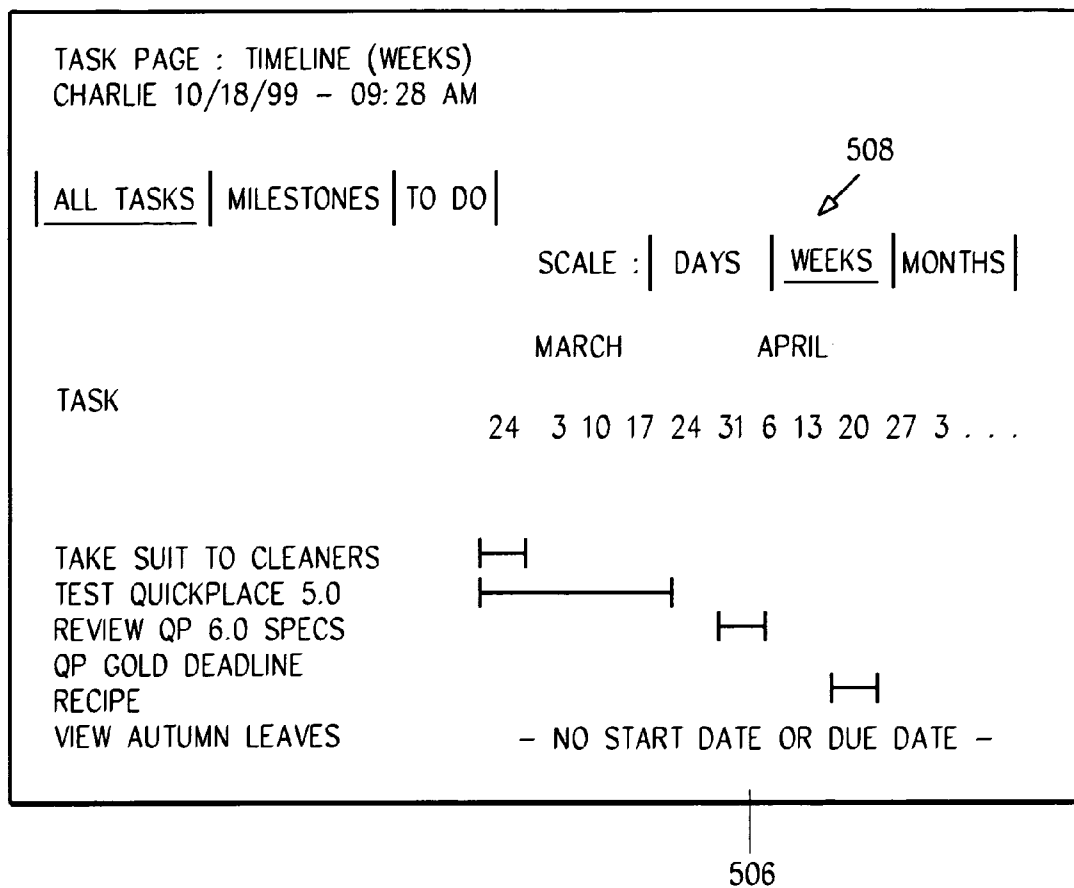 TASK PAGE : TIMELINE (WEEKS)
CHARLIE 10/18/99 – 09:28 AM
508
ALL TASKS MILESTONES TO DO
SCALE : DAYS WEEKS MONTHS
MARCH APRIL
TASK
24 3 10 17 24 31 6 13 20 27 3 . . .
TAKE SUIT TO CLEANERS
TEST QUICKPLACE 5.0
REVIEW QP 6.0 SPECS
QP GOLD DEADLINE
RECIPE
VIEW AUTUMN LEAVES – NO START DATE OR DUE DATE –
506